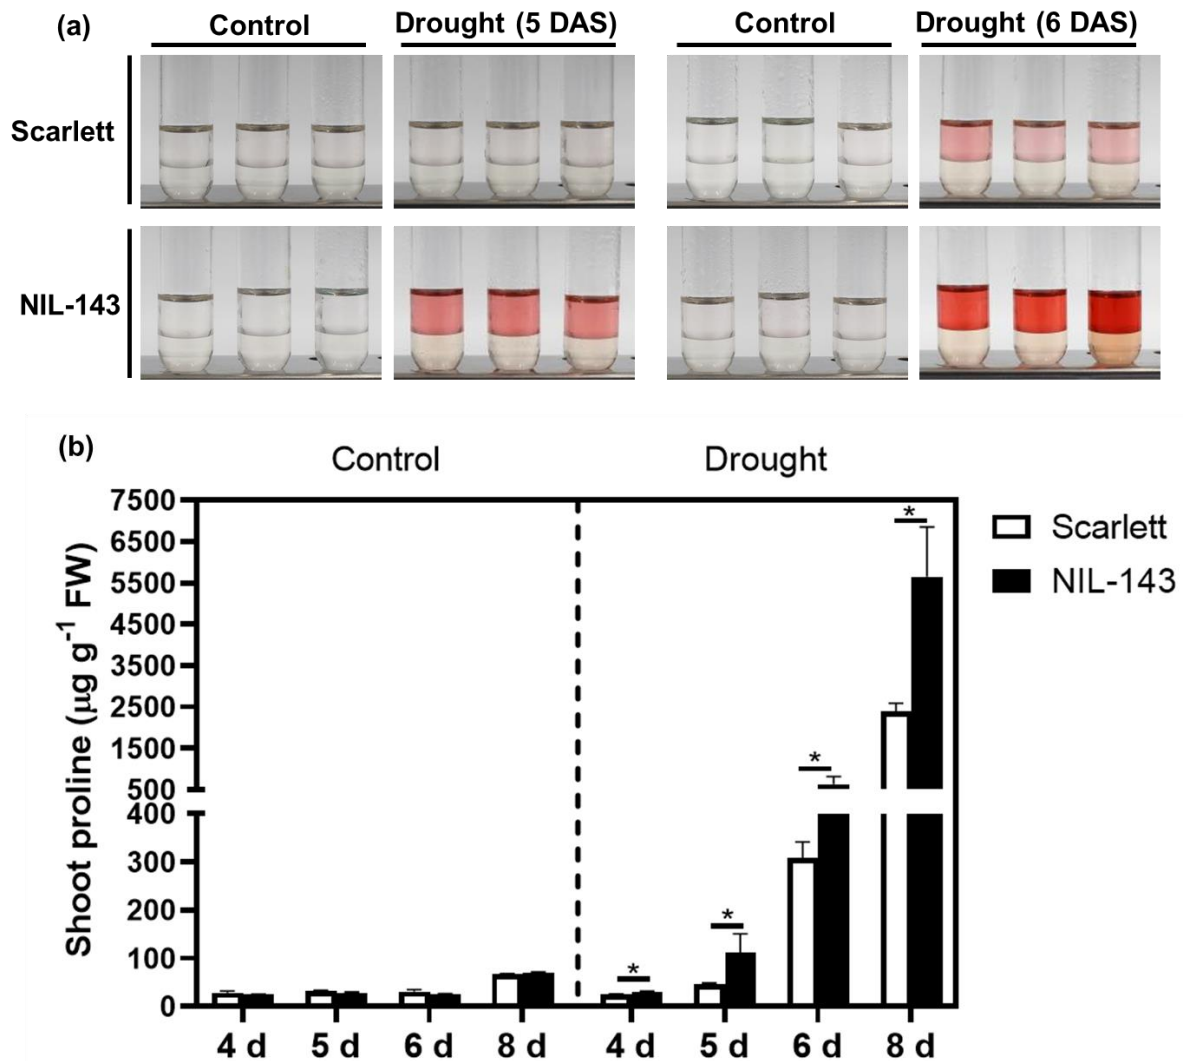 (a)
Control Drought (5 DAS) Control Drought (6 DAS)
Scarlett
NIL-143
(b)
Control Drought
Shoot proline (µg g⁻¹ FW)
7500
6500
5500
4500
3500
2500
1500
500
400
300
200
100
0
* * * *
4 d 5 d 6 d 8 d 4 d 5 d 6 d 8 d
Scarlett
NIL-143